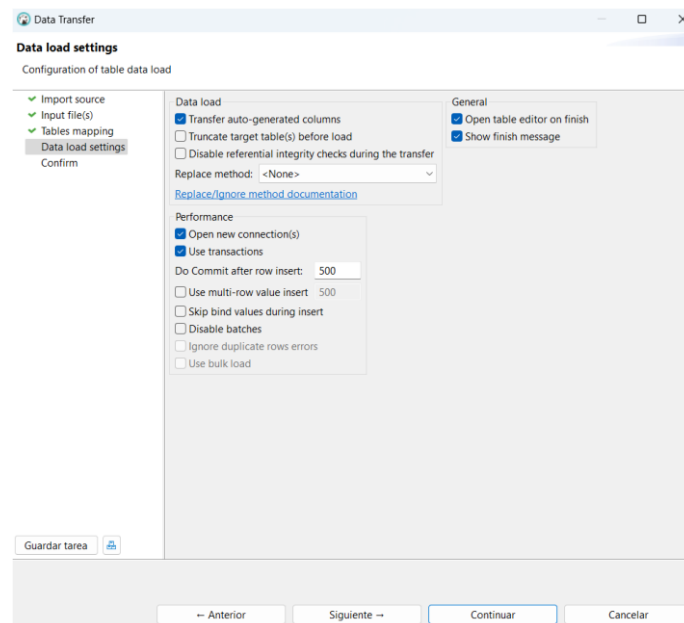 Data Transfer
Data load settings
Configuration of table data load
Import source
Input file(s)
Tables mapping
Data load settings
Confirm
Data load
Transfer auto-generated columns
Truncate target table(s) before load
Disable referential integrity checks during the transfer
Replace method: <None>
Replace/Ignore method documentation
General
Open table editor on finish
Show finish message
Performance
Open new connection(s)
Use transactions
Do Commit after row insert: 500
Use multi-row value insert 500
Skip bind values during insert
Disable batches
Ignore duplicate rows errors
Use bulk load
Guardar tarea
← Anterior
Siguiente →
Continuar
Cancelar